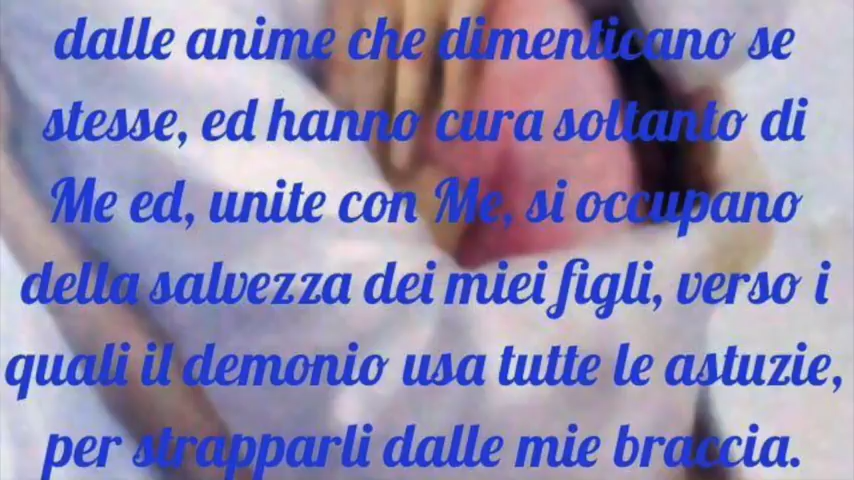 dalle anime che dimenticano se
stesse, ed hanno cura soltanto di
Me ed, unite con Me, si occupano
della salvezza dei miei figli, verso i
quali il demonio usa tutte le astuzie,
per strapparli dalle mie braccia.